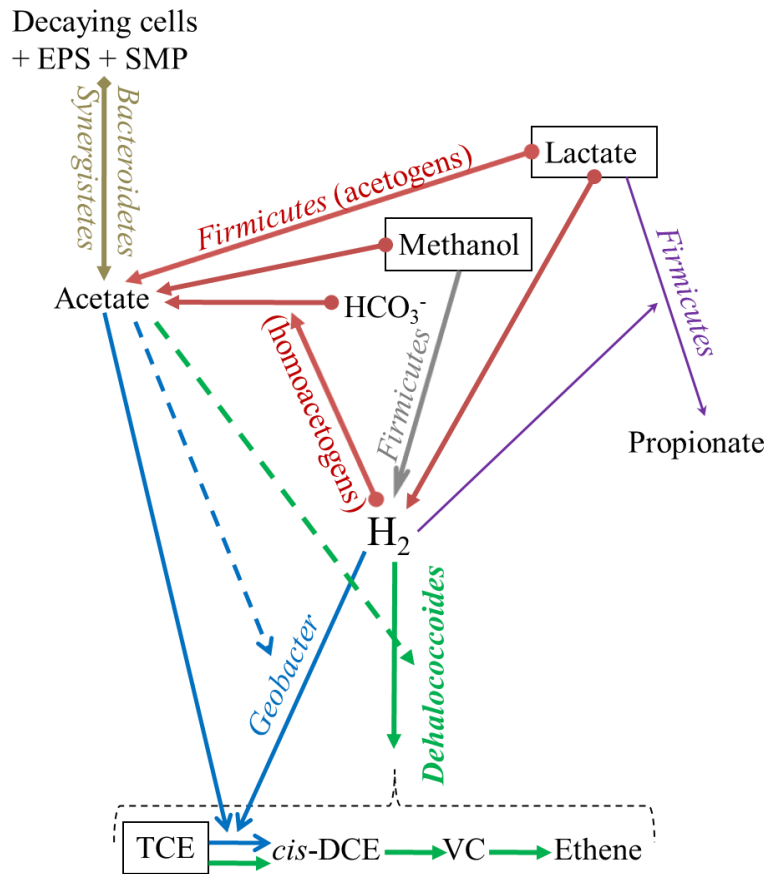 Decaying cells
+ EPS + SMP
Bacteroidetes
Synergistetes
Lactate
Firmicutes (acetogens)
Methanol
Firmicutes
Acetate
HCO₃⁻
(homoacetogens)
Firmicutes
Propionate
H₂
Geobacter
Dehalococcoides
TCE
cis-DCE
VC
Ethene